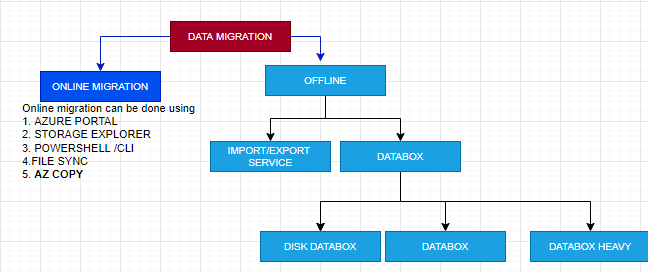 DATA MIGRATION
ONLINE MIGRATION
OFFLINE
Online migration can be done using
1. AZURE PORTAL
2. STORAGE EXPLORER
3. POWERSHELL /CLI
4.FILE SYNC
5. AZ COPY
IMPORT/EXPORT
SERVICE
DATABOX
DISK DATABOX
DATABOX
DATABOX HEAVY